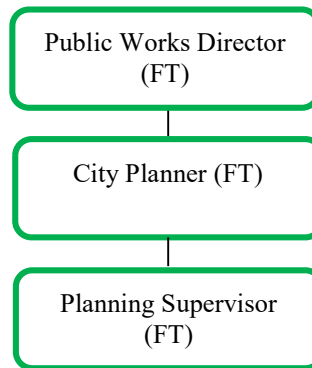 Public Works Director
(FT)
City Planner (FT)
Planning Supervisor
(FT)